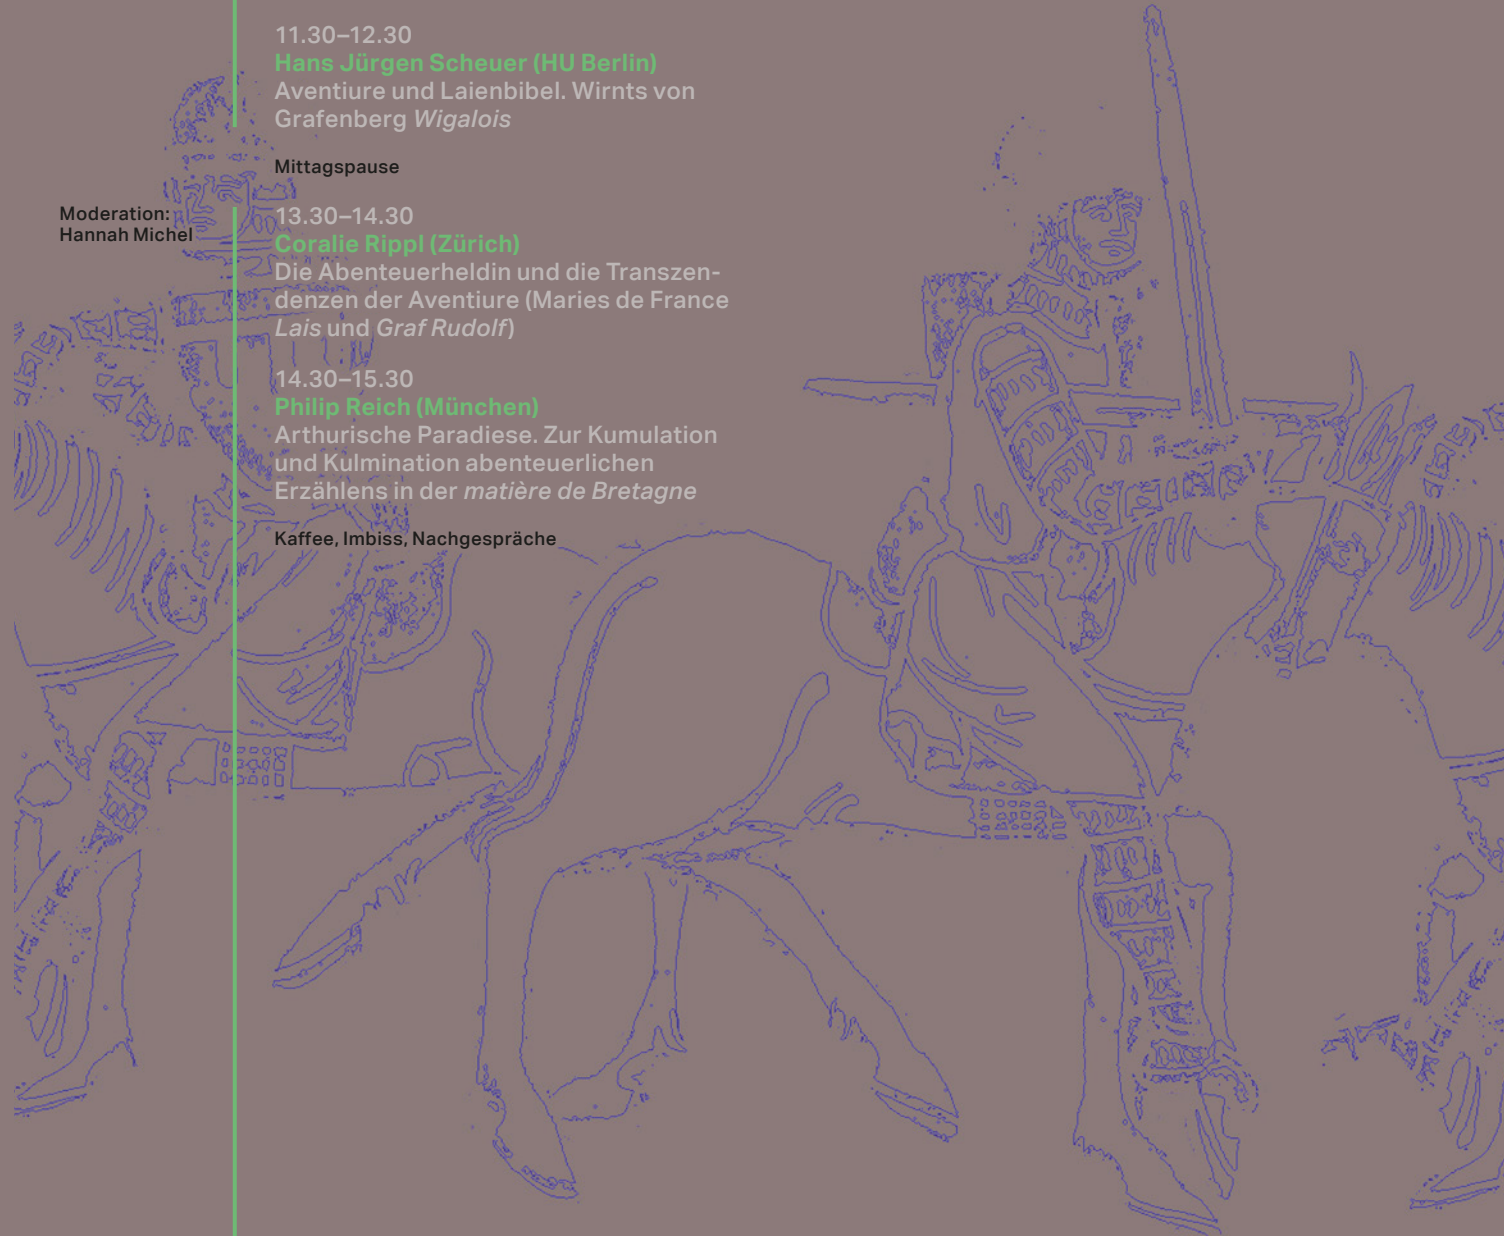 11.30–12.30
Hans Jürgen Scheuer (HU Berlin)
Aventiure und Laienbibel. Wirnts von
Grafenberg Wigalois
Mittagspause
Moderation:
Hannah Michel
13.30–14.30
Coralie Rippl (Zürich)
Die Abenteuerheldin und die Transzen-
denzen der Aventiure (Maries de France
Lais und Graf Rudolf)
14.30–15.30
Philip Reich (München)
Arthurische Paradiese. Zur Kumulation
und Kulmination abenteuerlichen
Erzählens in der matière de Bretagne
Kaffee, Imbiss, Nachgespräche